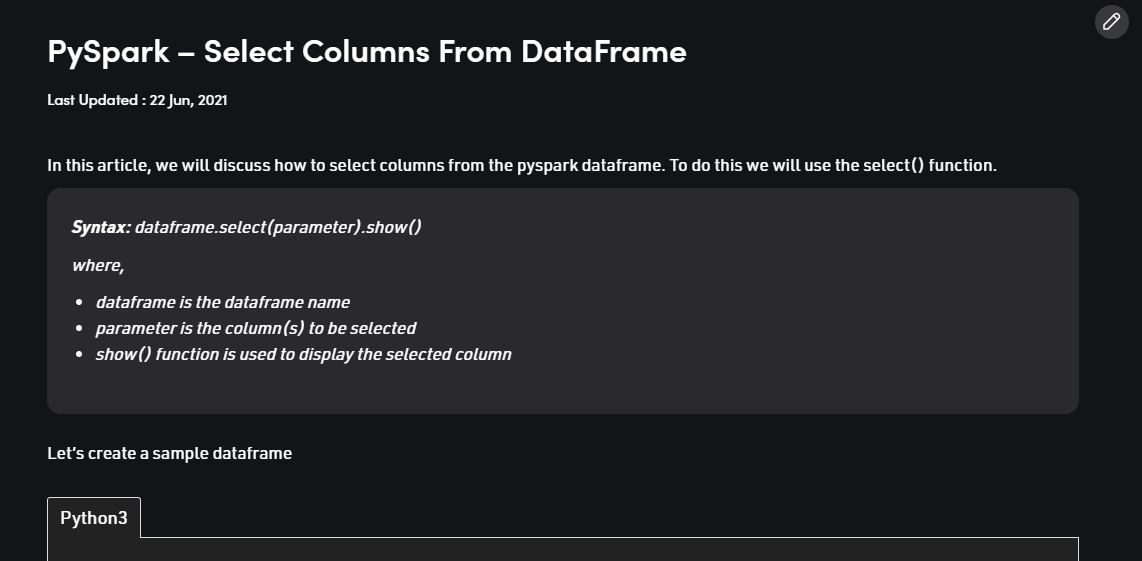 PySpark – Select Columns From DataFrame
Last Updated : 22 Jun, 2021
In this article, we will discuss how to select columns from the pyspark dataframe. To do this we will use the select() function.
Syntax: dataframe.select(parameter).show()
where,
dataframe is the dataframe name
parameter is the column(s) to be selected
show() function is used to display the selected column
Let’s create a sample dataframe
Python3